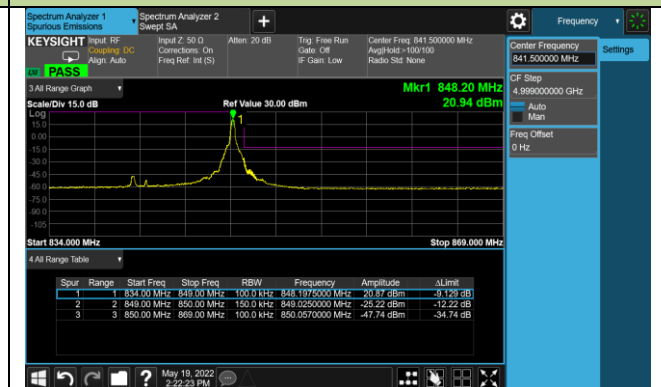 Spectrum Analyzer 1
Spurious Emissions
Spectrum Analyzer 2
Swept SA
Frequency
KEYSIGHT
Input: RF
Coupling: DC
Align: Auto
Input Z: 50 Ω
Corrections: On
Freq Ref: Int (S)
Atten: 20 dB
Trig: Free Run
Gate: Off
IF Gain: Low
Center Freq: 841.500000 MHz
Avg|Hold:>100/100
Radio Std: None
PASS
Center Frequency
841.500000 MHz
Settings
CF Step
4.999000000 GHz
Auto
Man
Freq Offset
0 Hz
3 All Range Graph
Mkr1 848.20 MHz
Scale/Div 15.0 dB
Ref Value 30.00 dBm
20.94 dBm
Log
15.0
0.00
-15.0
-30.0
-45.0
-60.0
-75.0
-90.0
-105
1
Start 834.000 MHz
Stop 869.000 MHz
4 All Range Table
Spur Range Start Freq Stop Freq RBW Frequency Amplitude ΔLimit
1 1 834.00 MHz 849.00 MHz 100.0 kHz 848.1975000 MHz 20.87 dBm -9.129 dB
2 2 849.00 MHz 850.00 MHz 150.0 kHz 849.0250000 MHz -25.22 dBm -12.22 dB
3 3 850.00 MHz 869.00 MHz 100.0 kHz 850.0570000 MHz -47.74 dBm -34.74 dB
May 19, 2022
2:22:23 PM